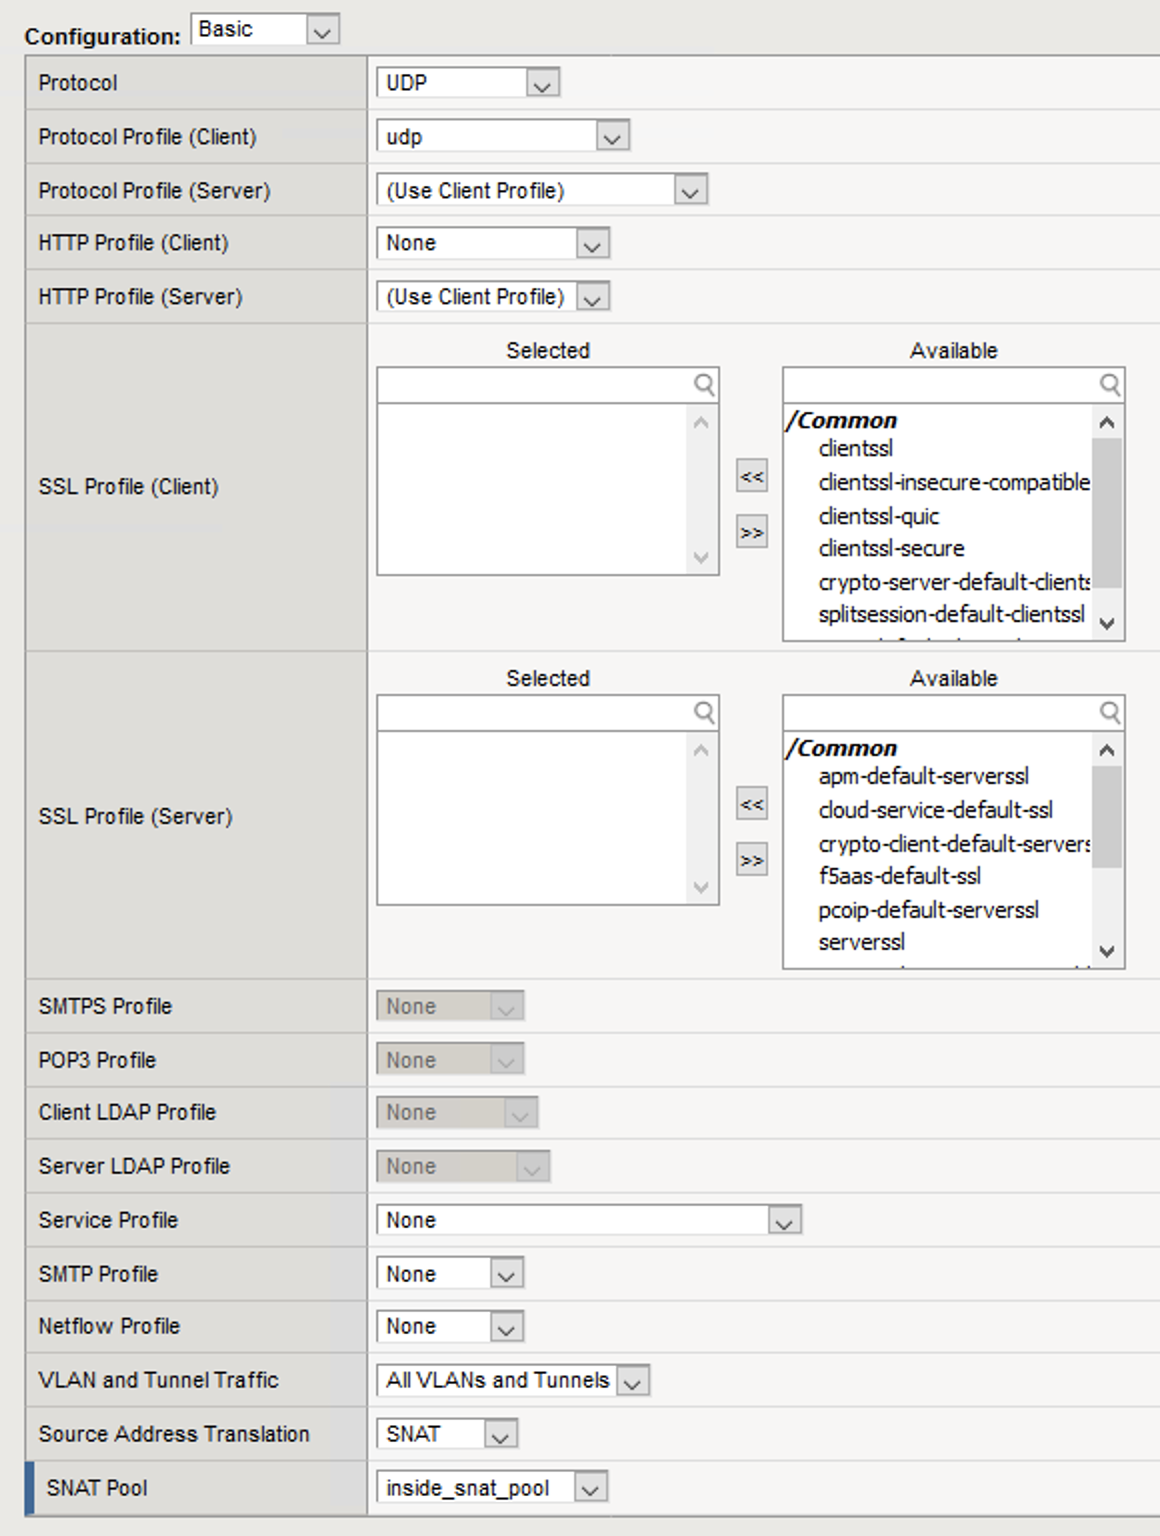 Configuration: Basic
Protocol UDP
Protocol Profile (Client) udp
Protocol Profile (Server) (Use Client Profile)
HTTP Profile (Client) None
HTTP Profile (Server) (Use Client Profile)
SSL Profile (Client)
Selected Available
/Common
clientssl
<< clientssl-insecure-compatible
clientssl-quic
>> clientssl-secure
crypto-server-default-clients
splitsession-default-clientssl
SSL Profile (Server)
Selected Available
/Common
apm-default-serverssl
<< cloud-service-default-ssl
crypto-client-default-servers
>> f5aas-default-ssl
pcoip-default-serverssl
serverssl
SMTPS Profile None
POP3 Profile None
Client LDAP Profile None
Server LDAP Profile None
Service Profile None
SMTP Profile None
Netflow Profile None
VLAN and Tunnel Traffic All VLANs and Tunnels
Source Address Translation SNAT
SNAT Pool inside_snat_pool